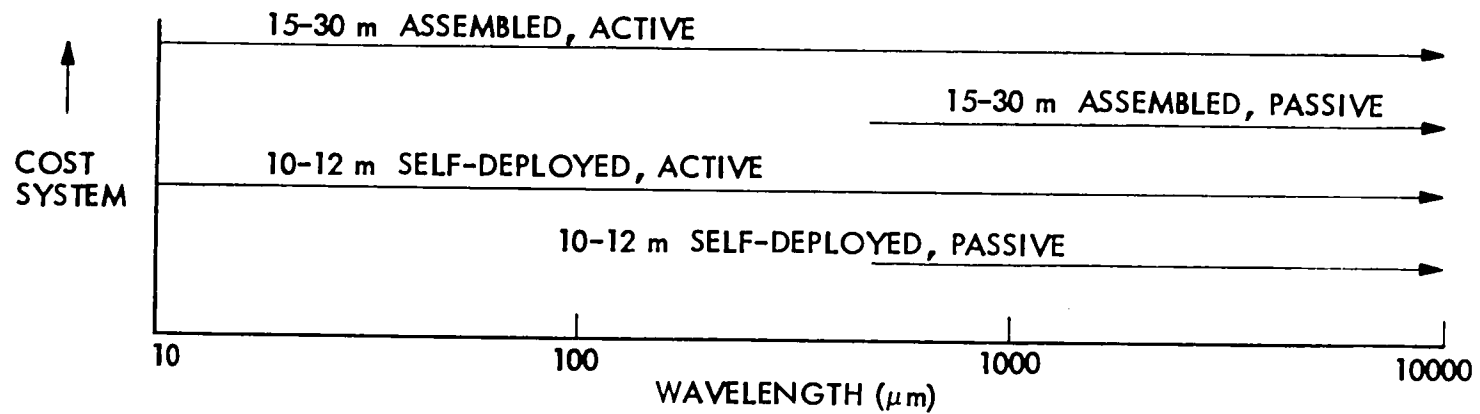 15-30 m ASSEMBLED, ACTIVE
15-30 m ASSEMBLED, PASSIVE
COST
SYSTEM
10-12 m SELF-DEPLOYED, ACTIVE
10-12 m SELF-DEPLOYED, PASSIVE
10 100 1000 10000
WAVELENGTH (μm)